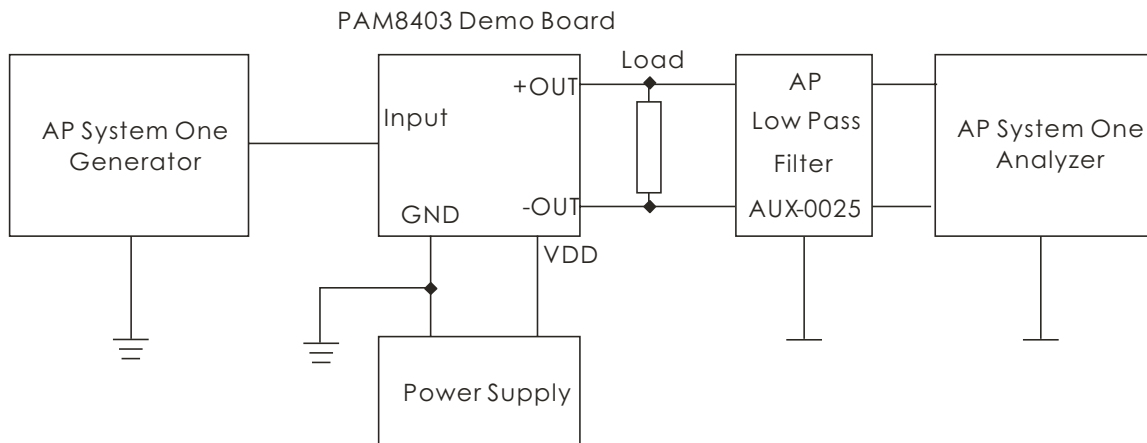 PAM8403 Demo Board
AP System One
Generator
Input
GND
+OUT
-OUT
VDD
Load
AP
Low Pass
Filter
AUX-0025
AP System One
Analyzer
Power Supply